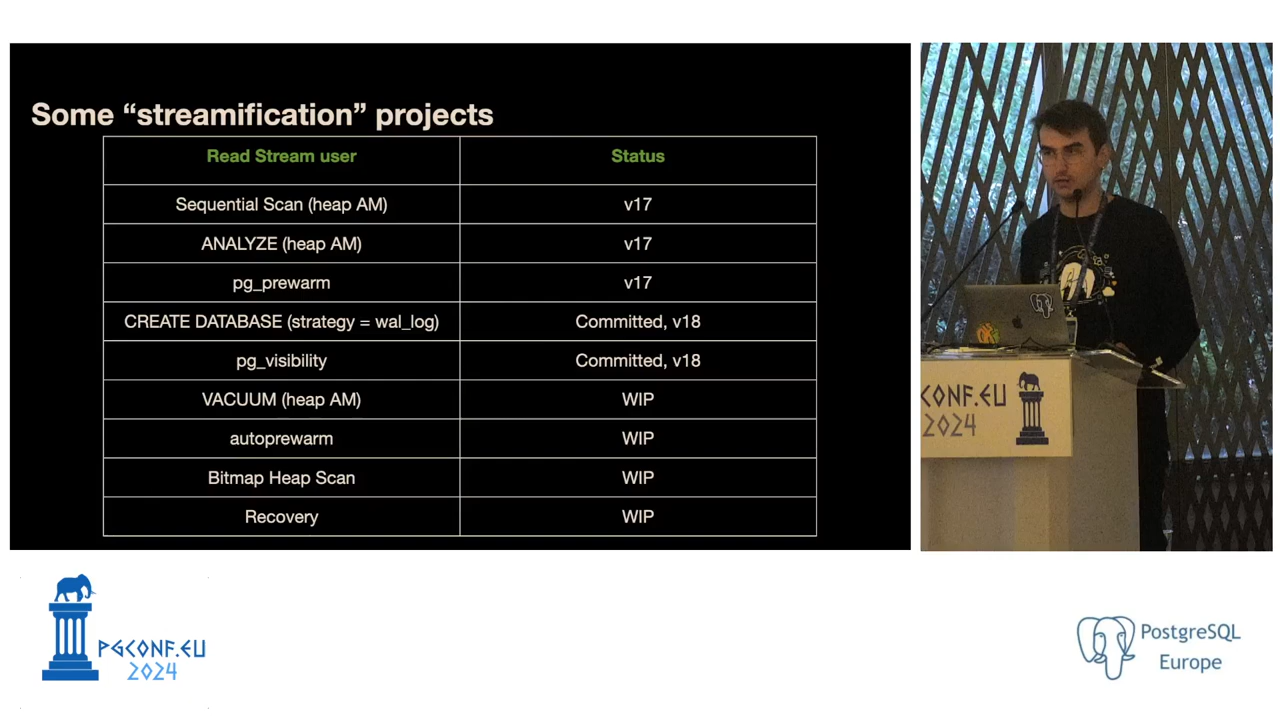 Some “streamification” projects
Read Stream user Status
Sequential Scan (heap AM) v17
ANALYZE (heap AM) v17
pg_prewarm v17
CREATE DATABASE (strategy = wal_log) Committed, v18
pg_visibility Committed, v18
VACUUM (heap AM) WIP
autoprewarm WIP
Bitmap Heap Scan WIP
Recovery WIP
CONF.EU
2024
PGCONF.EU
2024
PostgreSQL
Europe